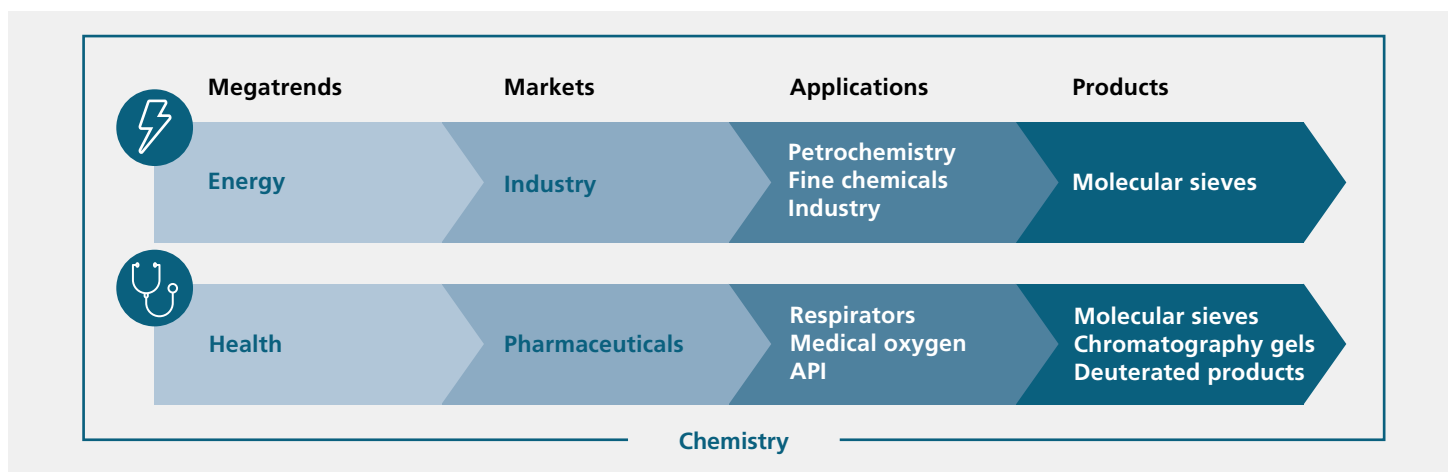 Megatrends
Markets
Applications
Products
Energy
Industry
Petrochemistry
Fine chemicals
Industry
Molecular sieves
Health
Pharmaceuticals
Respirators
Medical oxygen
API
Molecular sieves
Chromatography gels
Deuterated products
Chemistry